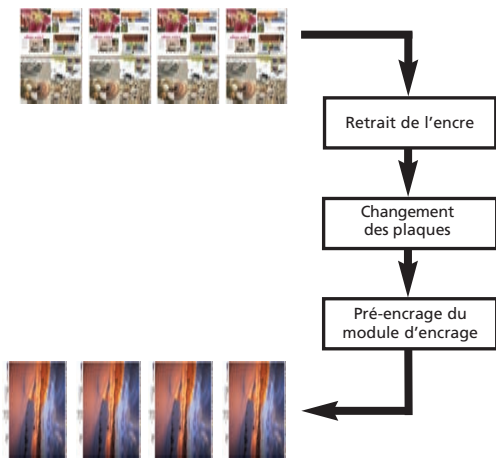 Retrait de l’encre
Changement
des plaques
Pré-encrage du
module d’encrage